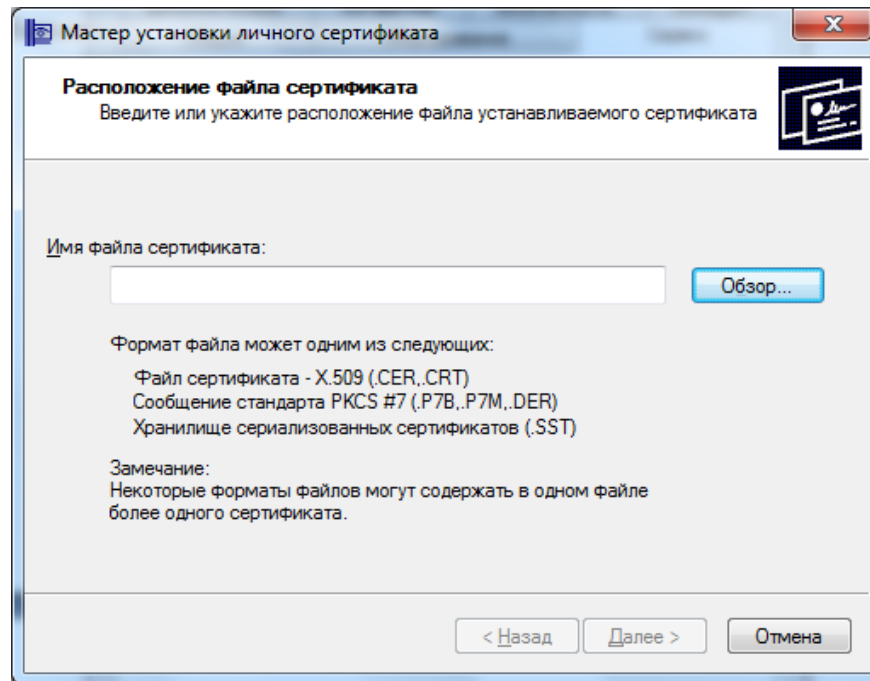 Мастер установки личного сертификата
Расположение файла сертификата
Введите или укажите расположение файла устанавливаемого сертификата
Имя файла сертификата:
Обзор...
Формат файла может одним из следующих:
Файл сертификата - X.509 (.CER,.CRT)
Сообщение стандарта PKCS #7 (.P7B,.P7M,.DER)
Хранилище сериализованных сертификатов (.SST)
Замечание:
Некоторые форматы файлов могут содержать в одном файле
более одного сертификата.
< Назад Далее > Отмена